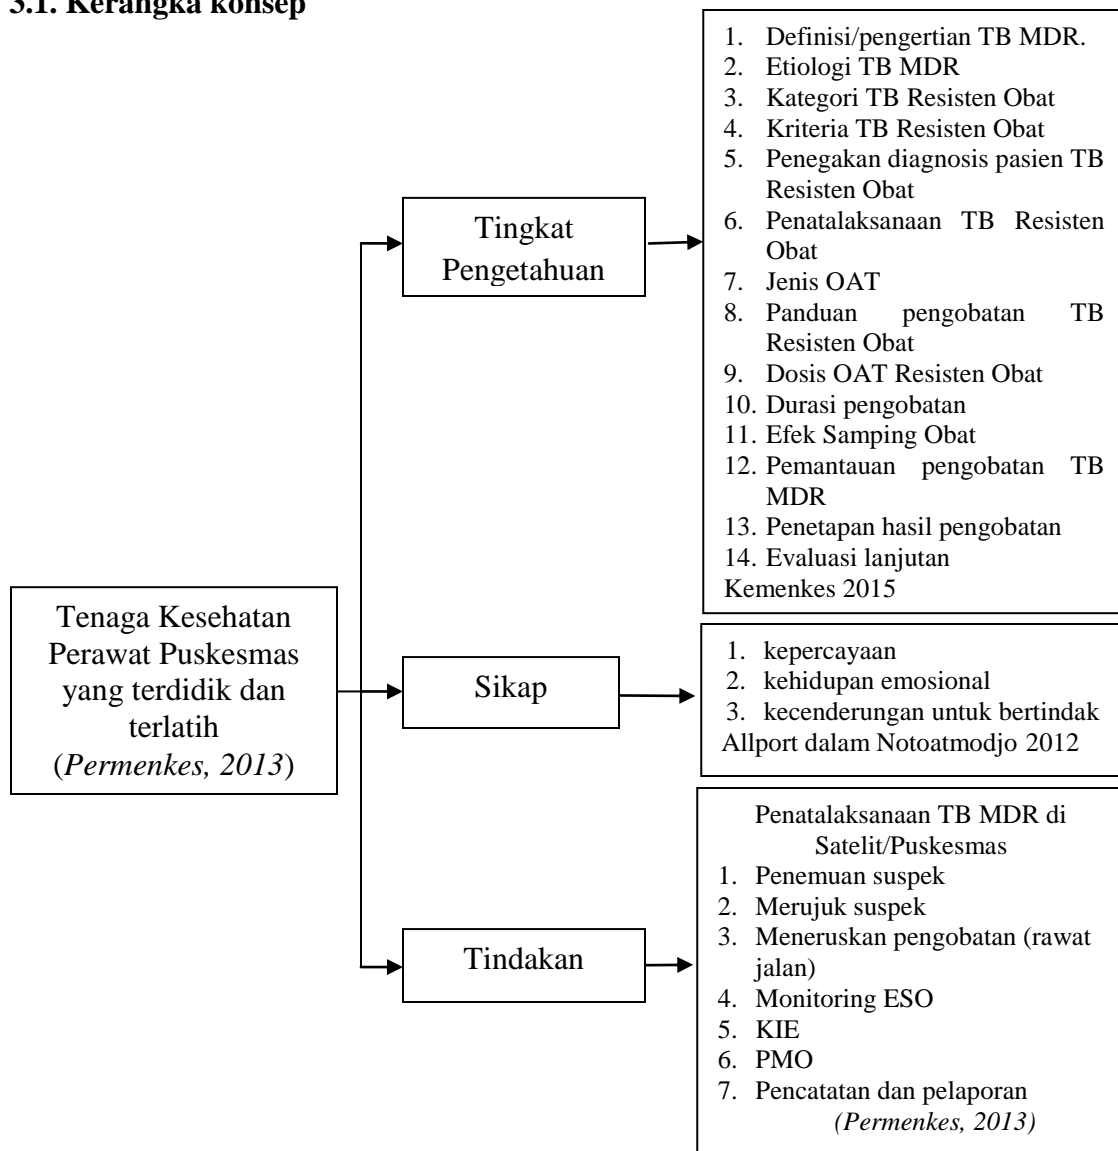 3.1. Kerangka konsep
1. Definisi/pengertian TB MDR.
2. Etiologi TB MDR
3. Kategori TB Resisten Obat
4. Kriteria TB Resisten Obat
5. Penegakan diagnosis pasien TB
Resisten Obat
6. Penatalaksanaan TB Resisten
Obat
7. Jenis OAT
8. Panduan pengobatan TB
Resisten Obat
9. Dosis OAT Resisten Obat
10. Durasi pengobatan
11. Efek Samping Obat
12. Pemantauan pengobatan TB
MDR
13. Penetapan hasil pengobatan
14. Evaluasi lanjutan
Kemenkes 2015
Tingkat
Pengetahuan
Tenaga Kesehatan
Perawat Puskesmas
yang terdidik dan
terlatih
(Permenkes, 2013)
Sikap
1. kepercayaan
2. kehidupan emosional
3. kecenderungan untuk bertindak
Allport dalam Notoatmodjo 2012
Tindakan
Penatalaksanaan TB MDR di
Satelit/Puskesmas
1. Penemuan suspek
2. Merujuk suspek
3. Meneruskan pengobatan (rawat
jalan)
4. Monitoring ESO
5. KIE
6. PMO
7. Pencatatan dan pelaporan
(Permenkes, 2013)